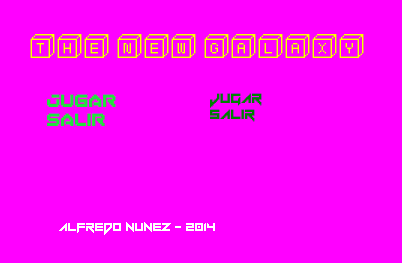 THE NEW GALAXY
JUGAR JUGAR
SALIR SALIR
ALFREDO NUNEZ - 2014